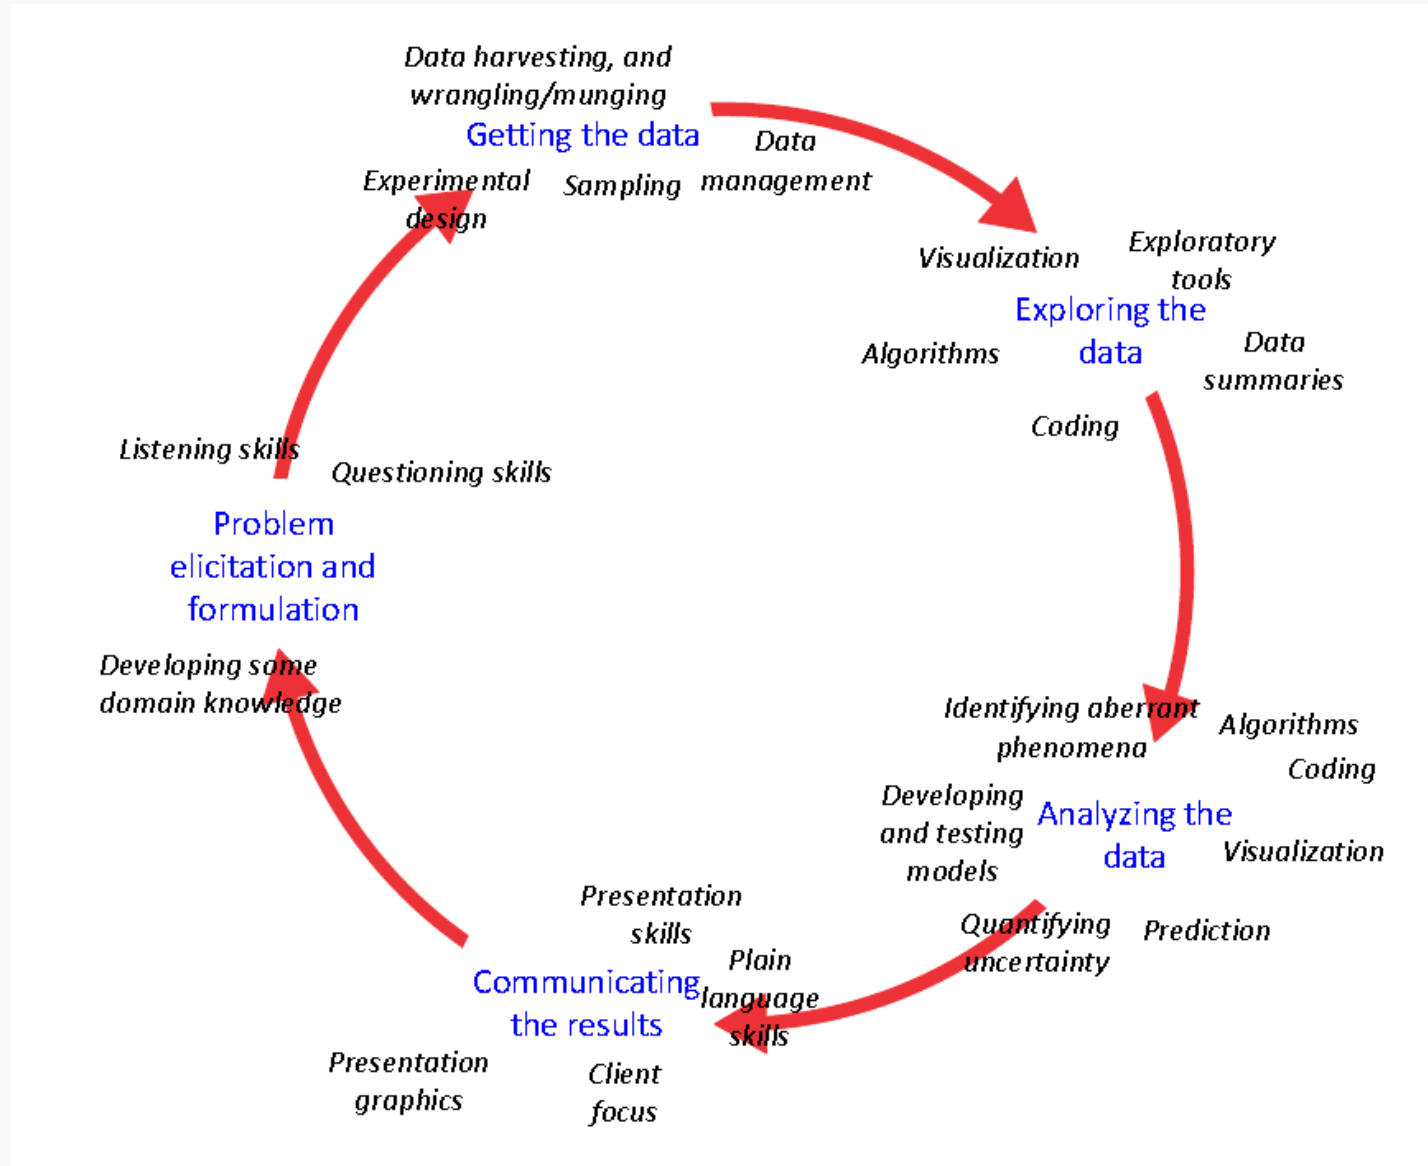 Data harvesting, and
wrangling/munging
Getting the data
Data
management
Experimental
design
Sampling
Visualization
Exploratory
tools
Exploring the
data
Algorithms
Data
summaries
Coding
Listening skills
Questioning skills
Problem
elicitation and
formulation
Developing some
domain knowledge
Identifying aberrant
phenomena
Algorithms
Coding
Developing
and testing
models
Analyzing the
data
Visualization
Quantifying
uncertainty
Prediction
Presentation
skills
Plain
language
skills
Communicating
the results
Presentation
graphics
Client
focus